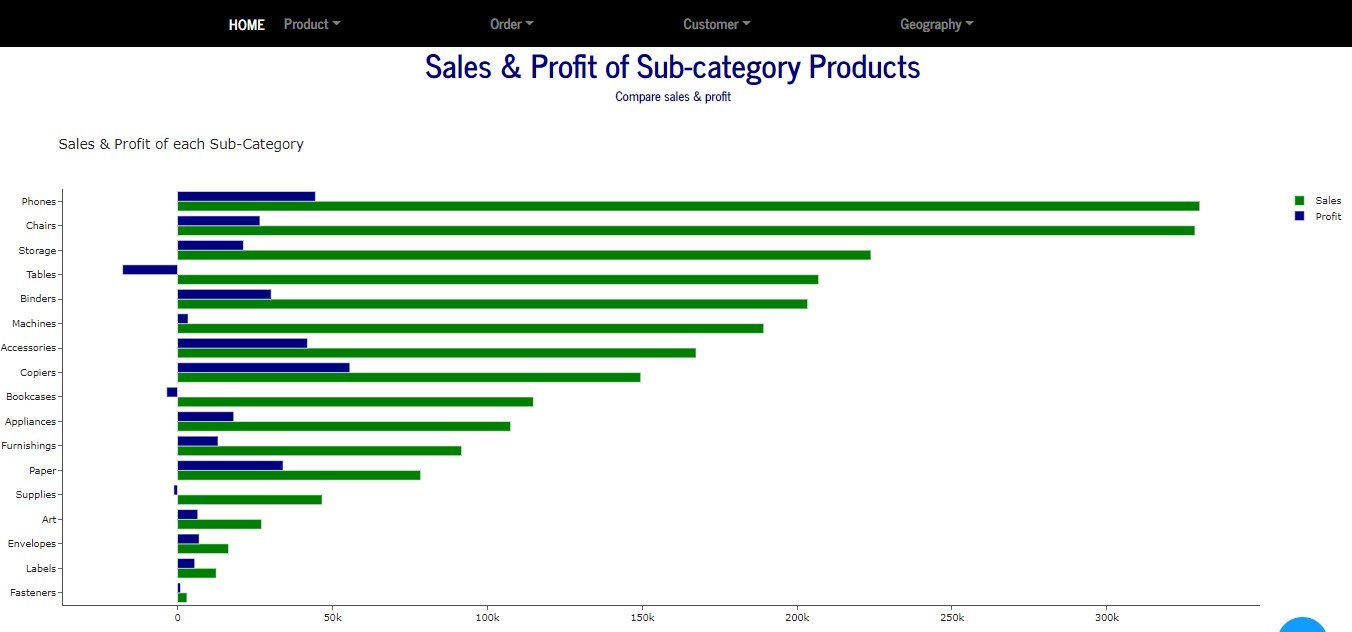 HOME Product Order Customer Geography
Sales & Profit of Sub-category Products
Compare sales & profit
Sales & Profit of each Sub-Category
Phones
Chairs
Storage
Tables
Binders
Machines
Accessories
Copiers
Bookcases
Appliances
Furnishings
Paper
Supplies
Art
Envelopes
Labels
Fasteners
0 50k 100k 150k 200k 250k 300k
Sales
Profit